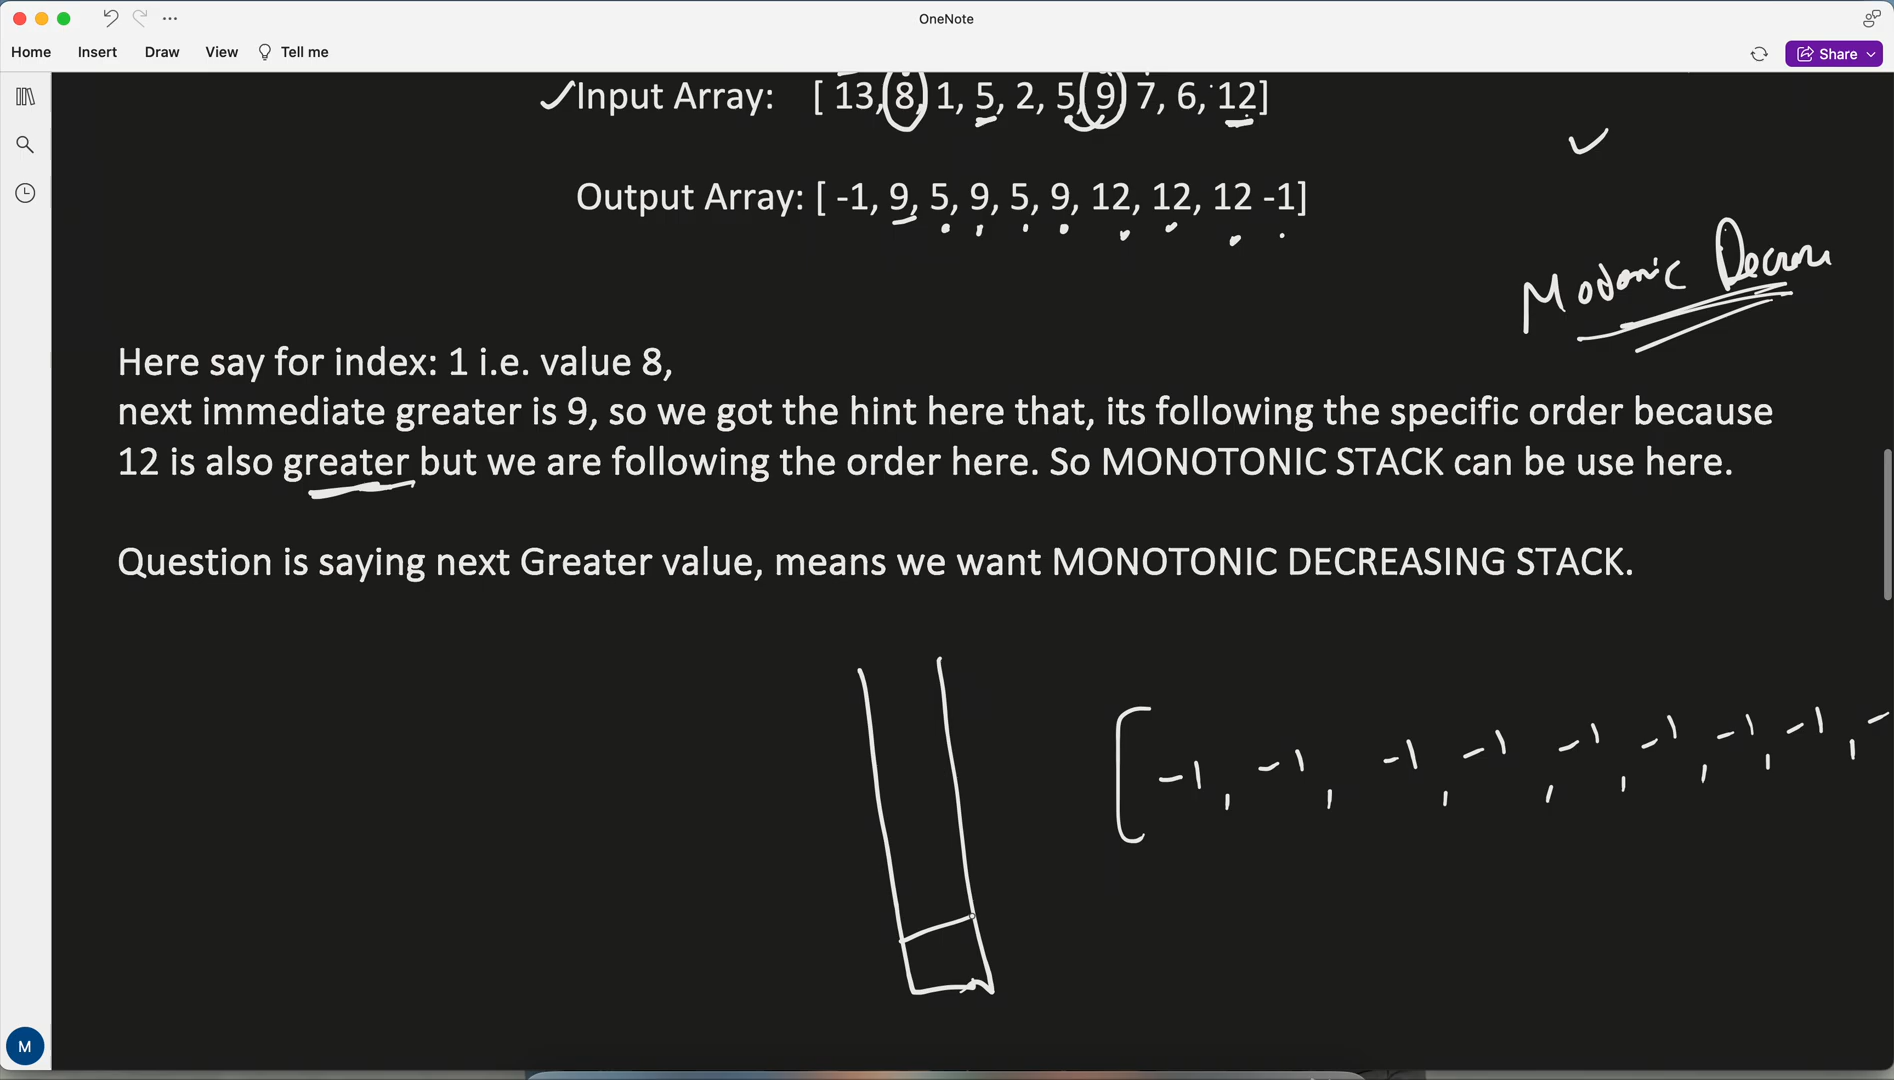 OneNote
Home Insert Draw View Tell me Share
Input Array: [ 13, 8, 1, 5, 2, 5, 9, 7, 6, 12]
Output Array: [ -1, 9, 5, 9, 5, 9, 12, 12, 12 -1]
Here say for index: 1 i.e. value 8,
next immediate greater is 9, so we got the hint here that, its following the specific order because
12 is also greater but we are following the order here. So MONOTONIC STACK can be use here.
Question is saying next Greater value, means we want MONOTONIC DECREASING STACK.
[ -1, -1, -1, -1, -1, -1, -1, -1, -
M